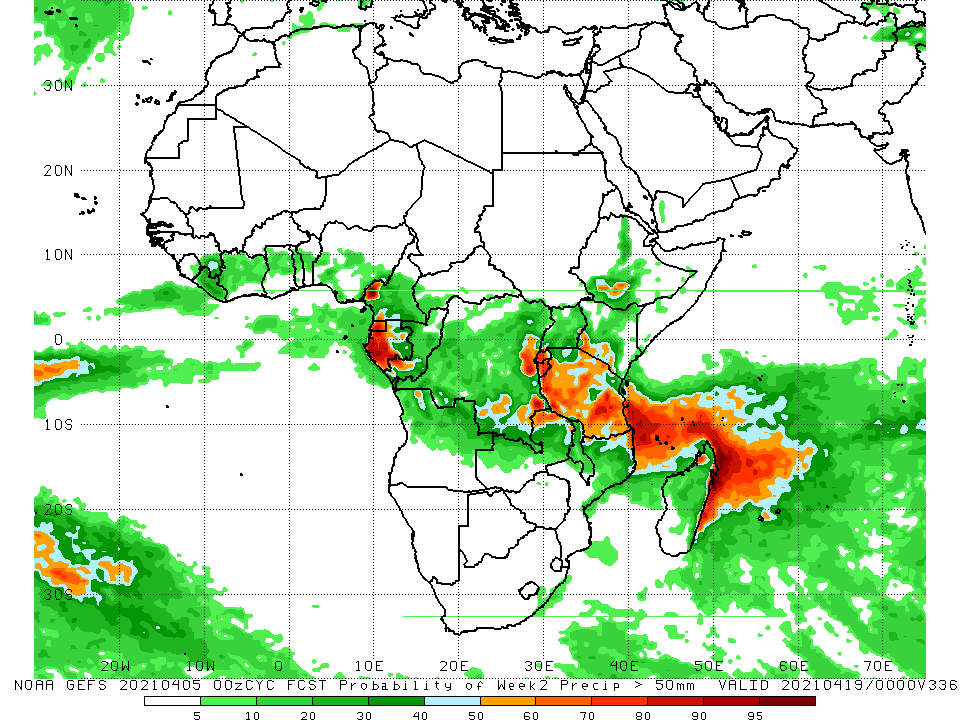 30N
20N
10N
0
10S
20S
30S
20W 10W 0 10E 20E 30E 40E 50E 60E 70E
NOAA GEFS 20210405 00zCYC FCST Probability of Week2 Precip > 50mm VALID 20210419/0000V336
5 10 20 30 40 50 60 70 80 90 95